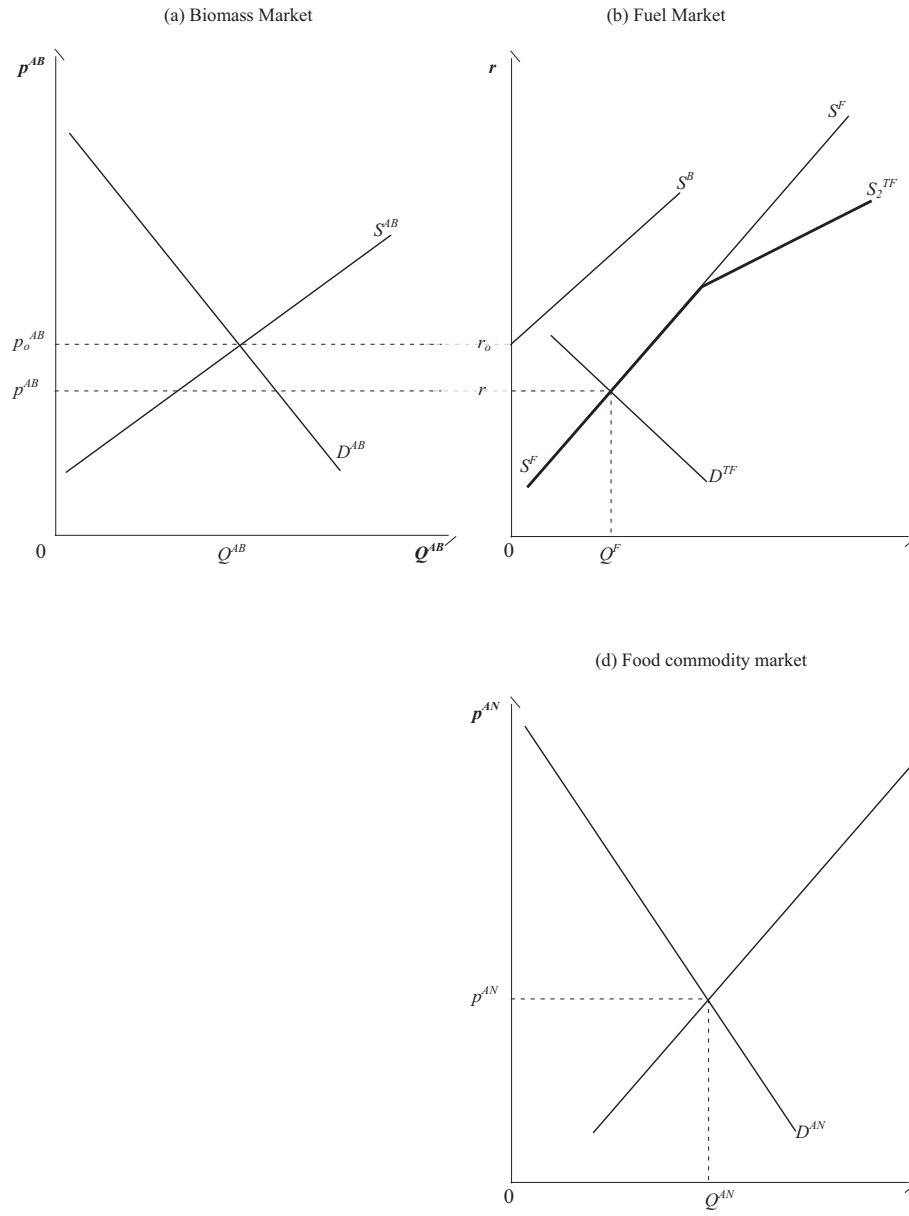 (a) Biomass Market
(b) Fuel Market
p^AB
r
S^F
S^B
S_2^TF
S^AB
p_o^AB
r_o
p^AB
r
D^AB
S^F
D^TF
0
Q^AB
Q^AB
0
Q^F
(d) Food commodity market
p^AN
p^AN
D^AN
0
Q^AN